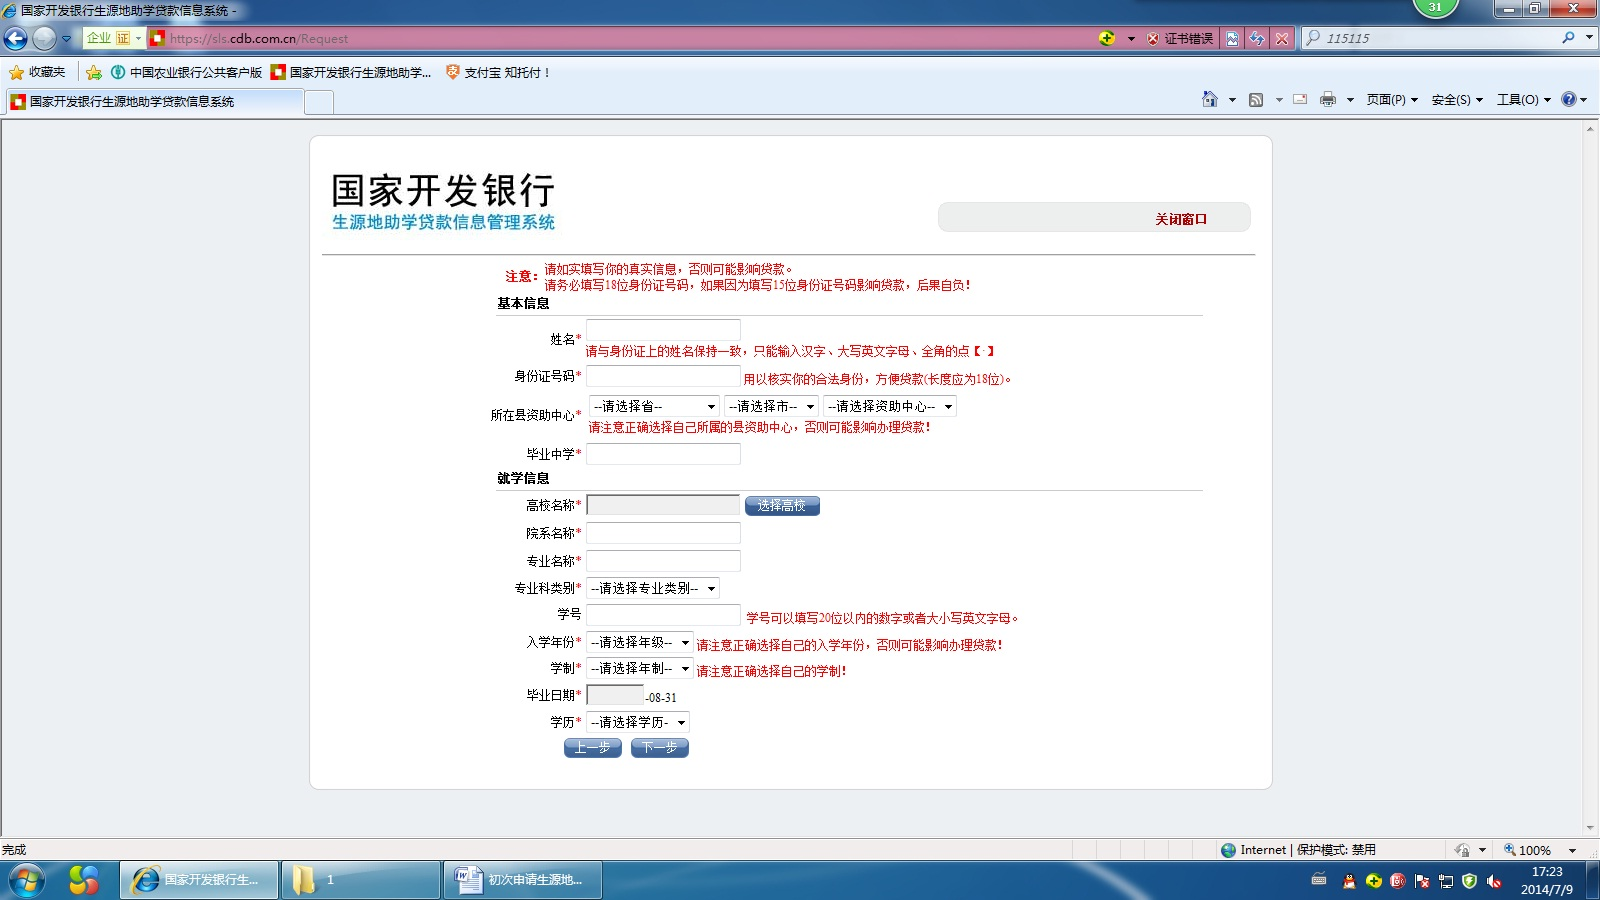 国家开发银行生源地助学贷款信息系统 -
31
企业 证
https://sls.cdb.com.cn/Request
证书错误
115115
收藏夹
中国农业银行公共客户版
国家开发银行生源地助学...
支付宝 知托付！
国家开发银行生源地助学贷款信息系统
页面(P)
安全(S)
工具(O)
国家开发银行
生源地助学贷款信息管理系统
关闭窗口
注意：
请如实填写你的真实信息，否则可能影响贷款。
请务必填写18位身份证号码，如果因为填写15位身份证号码影响贷款，后果自负！
基本信息
姓名*
请与身份证上的姓名保持一致，只能输入汉字、大写英文字母、全角的点【·】
身份证号码*
用以核实你的合法身份，方便贷款(长度应为18位)。
所在县资助中心* --请选择省-- --请选择市-- --请选择资助中心--
请注意正确选择自己所属的县资助中心，否则可能影响办理贷款！
毕业中学*
就学信息
高校名称* 选择高校
院系名称*
专业名称*
专业科类别* --请选择专业类别--
学号 学号可以填写20位以内的数字或者大小写英文字母。
入学年份* --请选择年级-- 请注意正确选择自己的入学年份，否则可能影响办理贷款！
学制* --请选择年制-- 请注意正确选择自己的学制！
毕业日期* -08-31
学历* --请选择学历-
上一步 下一步
完成
Internet | 保护模式: 禁用
100%
国家开发银行生...
1
初次申请生源地...
17:23
2014/7/9